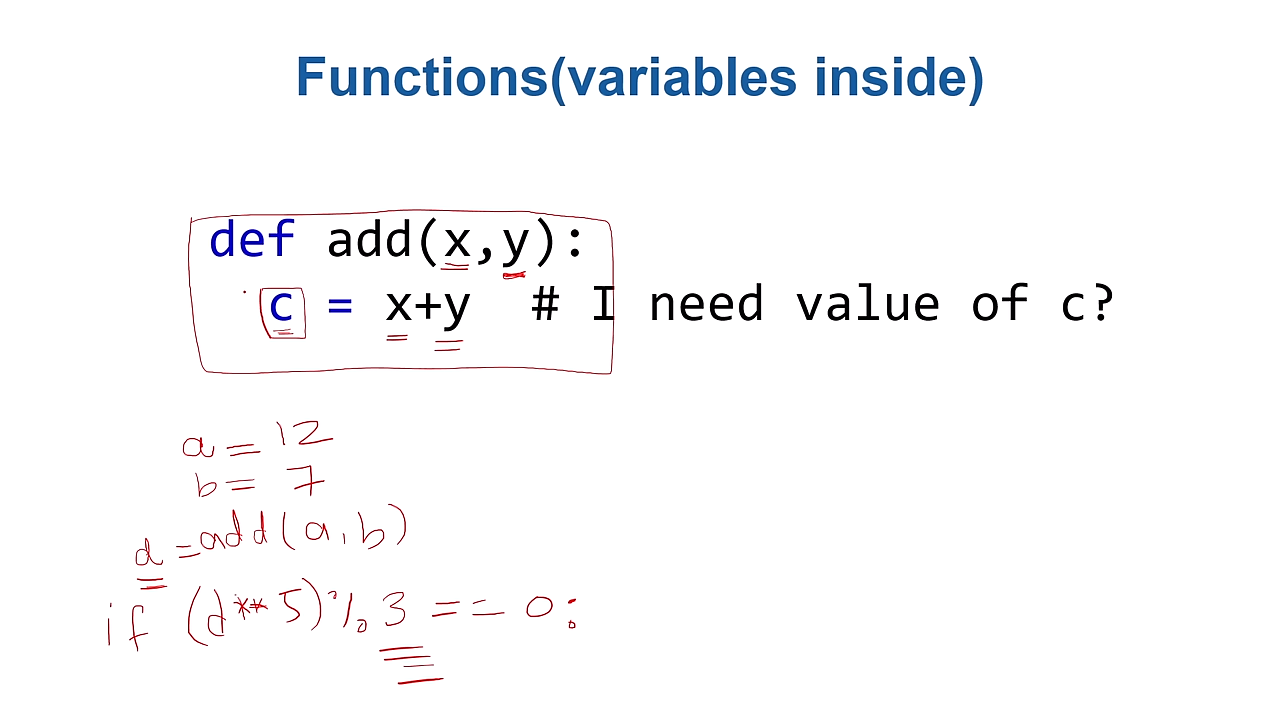 Functions(variables inside)
def add(x,y):
c = x+y # I need value of c?
a = 12
b = 7
d = add(a,b)
if (d**5)%3 == 0: